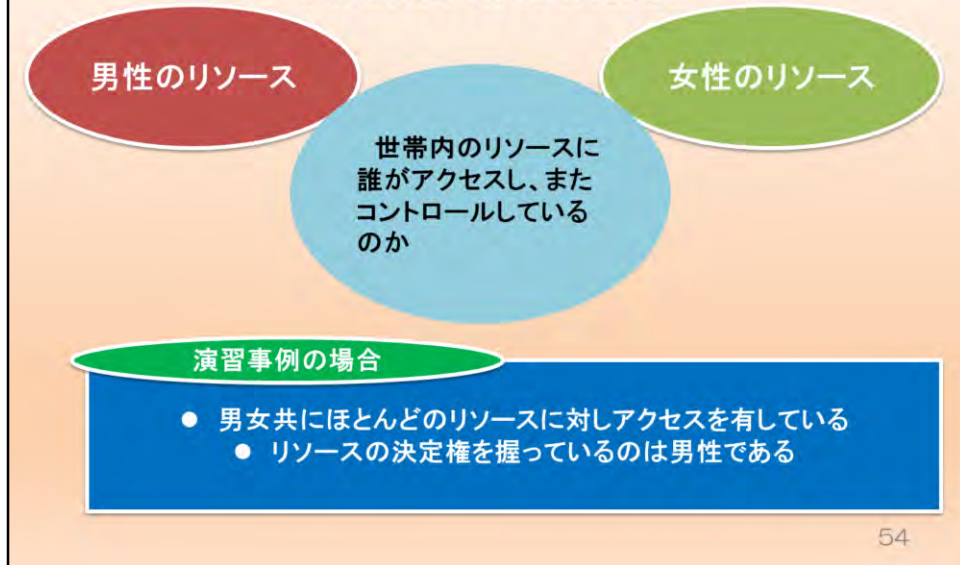 男性のリソース
女性のリソース
世帯内のリソースに
誰がアクセスし、また
コントロールしている
のか
演習事例の場合
● 男女共にほとんどのリソースに対しアクセスを有している
● リソースの決定権を握っているのは男性である
54